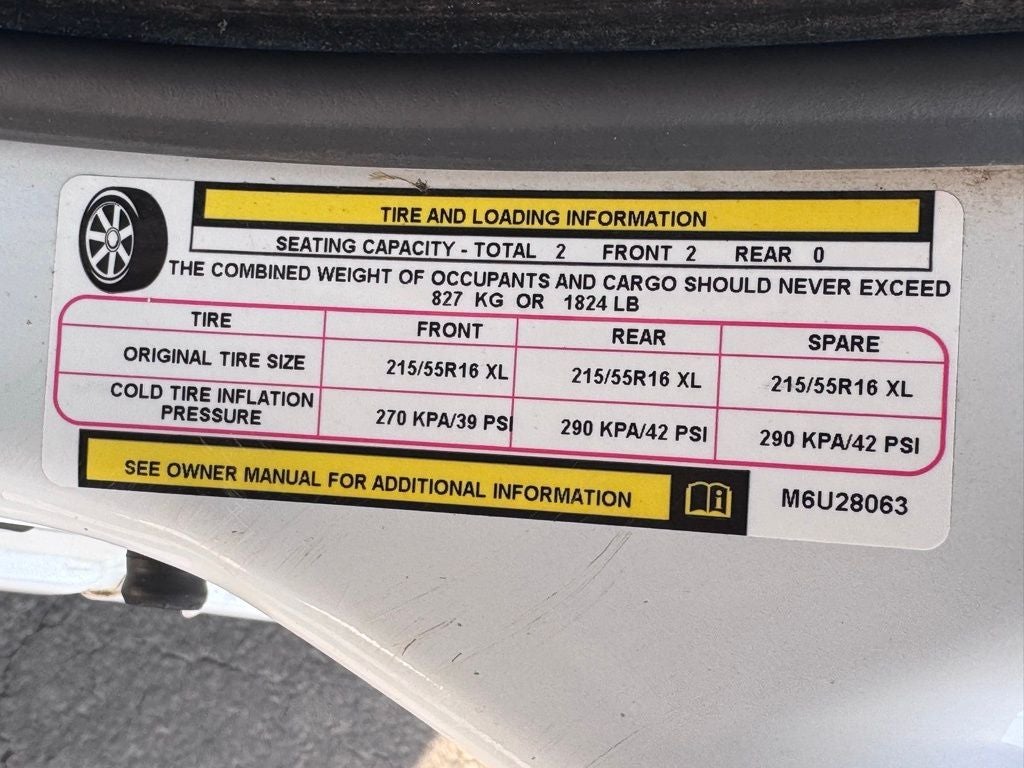 TIRE AND LOADING INFORMATION
SEATING CAPACITY - TOTAL 2 FRONT 2 REAR 0
THE COMBINED WEIGHT OF OCCUPANTS AND CARGO SHOULD NEVER EXCEED
827 KG OR 1824 LB
TIRE FRONT REAR SPARE
ORIGINAL TIRE SIZE 215/55R16 XL 215/55R16 XL 215/55R16 XL
COLD TIRE INFLATION
PRESSURE 270 KPA/39 PSI 290 KPA/42 PSI 290 KPA/42 PSI
SEE OWNER MANUAL FOR ADDITIONAL INFORMATION
M6U28063